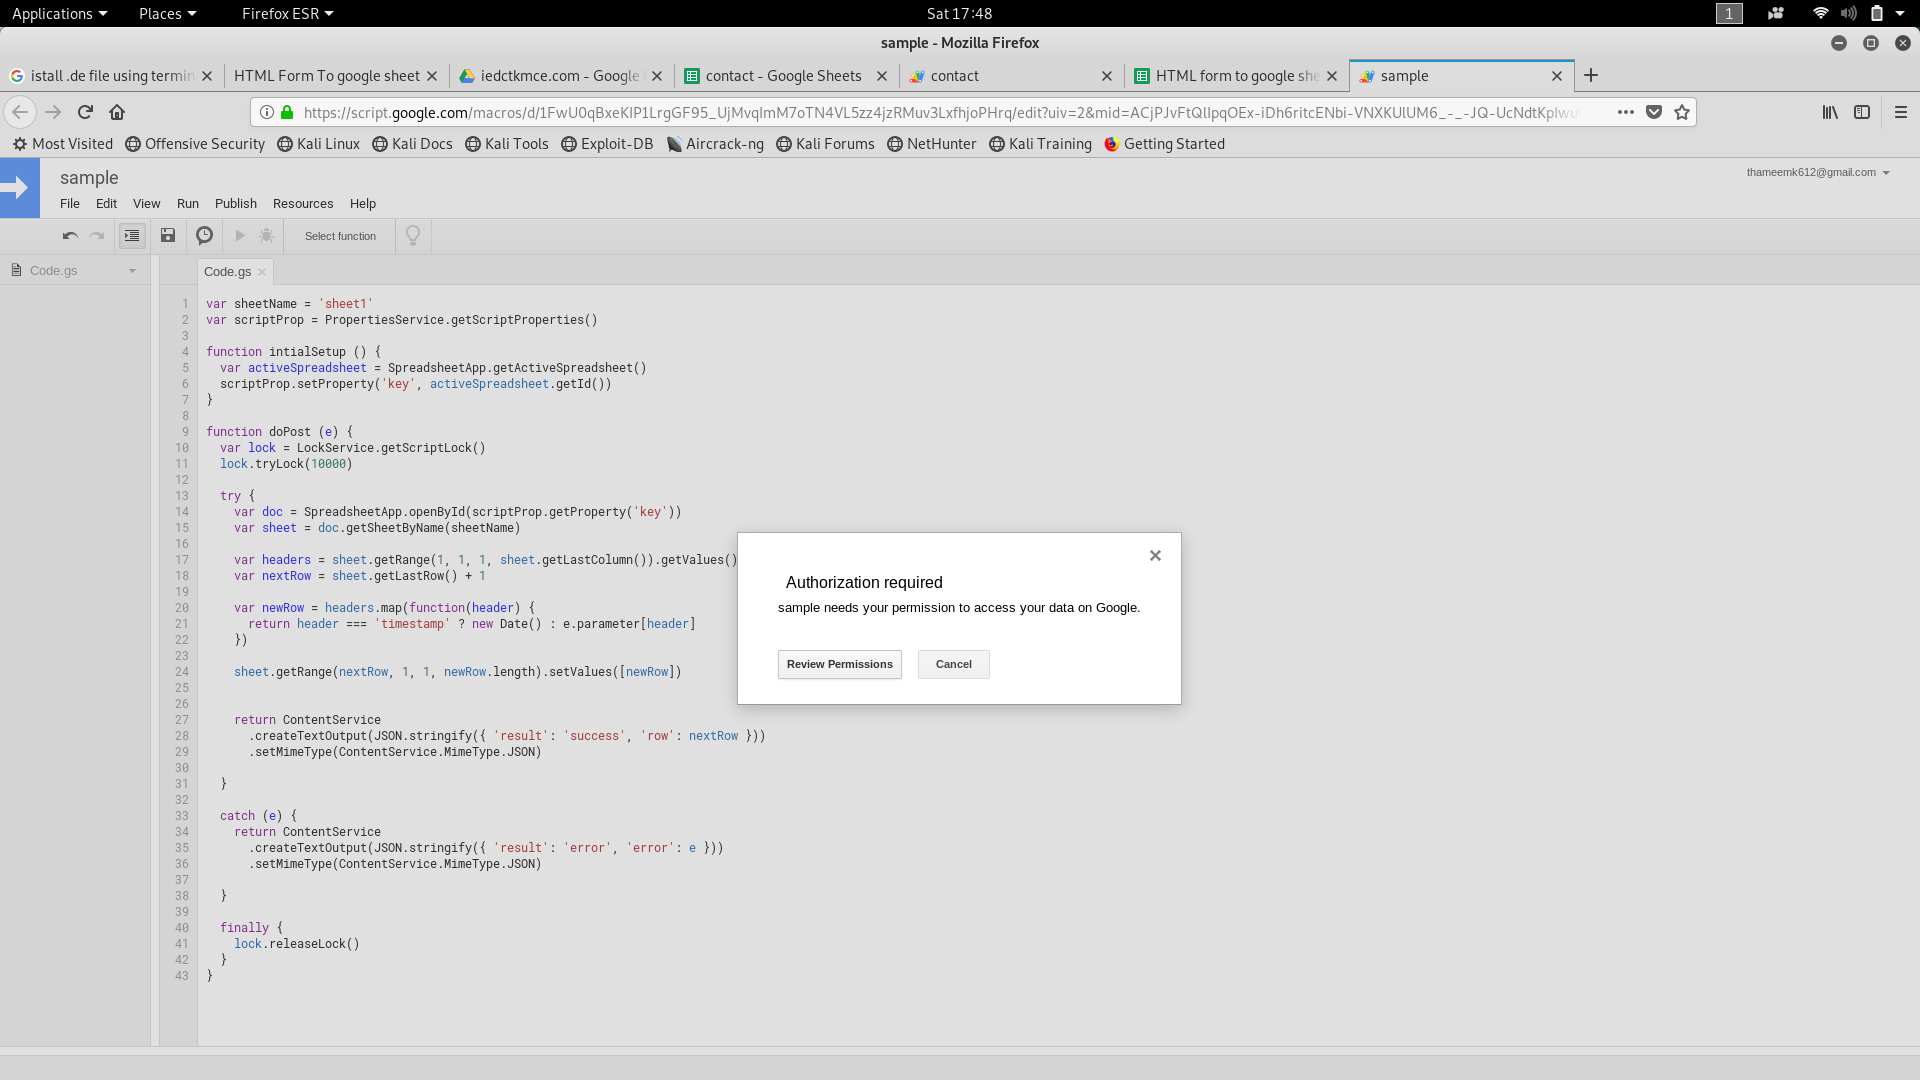 Applications Places Firefox ESR Sat 17:48 1
sample - Mozilla Firefox
istall .de file using termin HTML Form To google sheet iedctkmce.com - Google contact - Google Sheets contact HTML form to google she sample
https://script.google.com/macros/d/1FwU0qBxeKIP1LrgGF95_UjMvqImM7oTN4VL5zz4jzRMuv3LxfhjoPHrq/edit?uiv=2&mid=ACjPJvFtQlIpqOEx-iDh6ritcENbi-VNXKUlUM6_-_-JQ-UcNdtKpIwu
Most Visited Offensive Security Kali Linux Kali Docs Kali Tools Exploit-DB Aircrack-ng Kali Forums NetHunter Kali Training Getting Started
sample thameemk612@gmail.com
File Edit View Run Publish Resources Help
Select function
Code.gs Code.gs
1 var sheetName = 'sheet1'
2 var scriptProp = PropertiesService.getScriptProperties()
3
4 function intialSetup () {
5 var activeSpreadsheet = SpreadsheetApp.getActiveSpreadsheet()
6 scriptProp.setProperty('key', activeSpreadsheet.getId())
7 }
8
9 function doPost (e) {
10 var lock = LockService.getScriptLock()
11 lock.tryLock(10000)
12
13 try {
14 var doc = SpreadsheetApp.openById(scriptProp.getProperty('key'))
15 var sheet = doc.getSheetByName(sheetName)
16
17 var headers = sheet.getRange(1, 1, 1, sheet.getLastColumn()).getValues()
18 var nextRow = sheet.getLastRow() + 1
19
20 var newRow = headers.map(function(header) {
21 return header === 'timestamp' ? new Date() : e.parameter[header]
22 })
23
24 sheet.getRange(nextRow, 1, 1, newRow.length).setValues([newRow])
25
26
27 return ContentService
28 .createTextOutput(JSON.stringify({ 'result': 'success', 'row': nextRow }))
29 .setMimeType(ContentService.MimeType.JSON)
30
31 }
32
33 catch (e) {
34 return ContentService
35 .createTextOutput(JSON.stringify({ 'result': 'error', 'error': e }))
36 .setMimeType(ContentService.MimeType.JSON)
37
38 }
39
40 finally {
41 lock.releaseLock()
42 }
43 }
Authorization required
sample needs your permission to access your data on Google.
Review Permissions Cancel